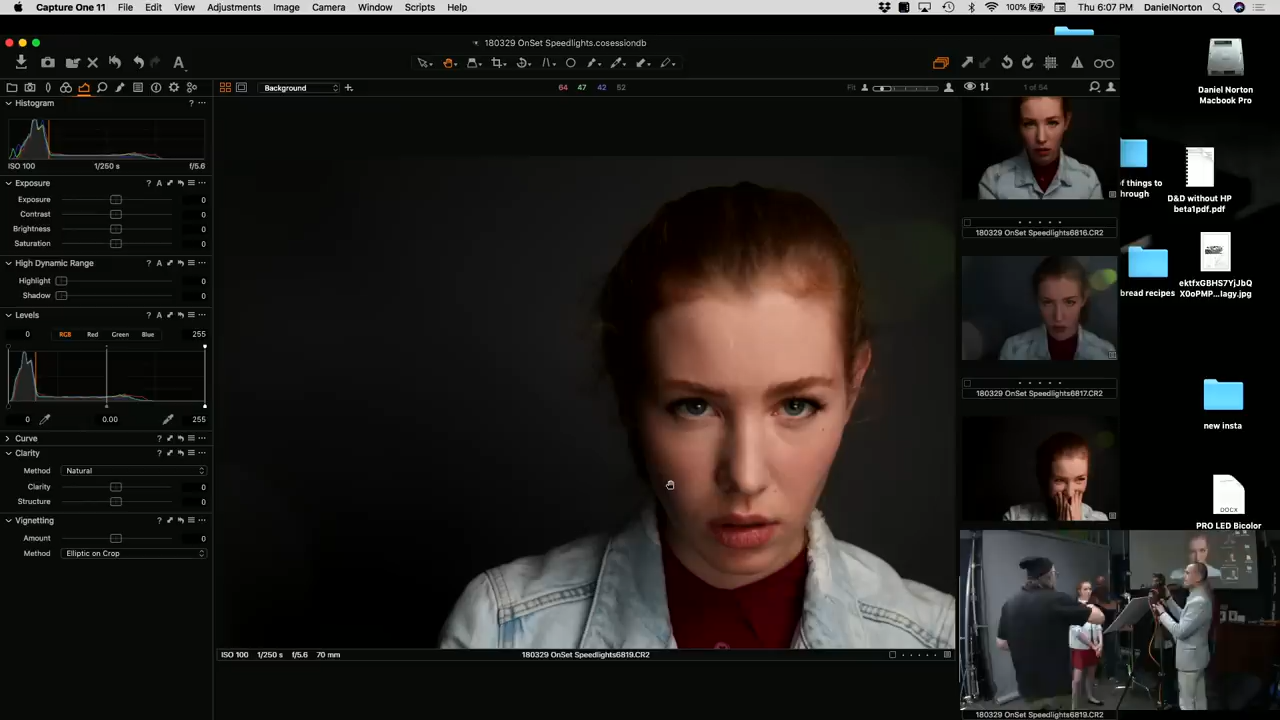 Capture One 11 File Edit View Adjustments Image Camera Window Scripts Help 100% Thu 6:07 PM DanielNorton
180329 OnSet Speedlights.cosessiondb
Background 64 47 42 52 Fit 1 of 54
Histogram ?
ISO 100 1/250 s f/5.6
Exposure ? A
Exposure 0
Contrast 0
Brightness 0
Saturation 0
High Dynamic Range ? A
Highlight 0
Shadow 0
Levels ? A
0 RGB Red Green Blue 255
0 0.00 255
Curve ?
Clarity ? A
Method Natural
Clarity 0
Structure 0
Vignetting ? A
Amount 0
Method Elliptic on Crop
ISO 100 1/250 s f/5.6 70 mm 180329 OnSet Speedlights6819.CR2
180329 OnSet Speedlights6816.CR2
180329 OnSet Speedlights6817.CR2
180329 OnSet Speedlights6819.CR2
Daniel Norton
Macbook Pro
of things to
through
D&D without HP
beta1pdf.pdf
bread recipes
ektfxGBHS7YjJbQ
X0oPMP...lagy.jpg
new insta
DOCX
PRO LED Bicolor